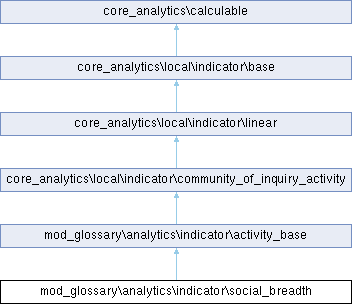 core_analytics\calculable
core_analytics\local\indicator\base
core_analytics\local\indicator\linear
core_analytics\local\indicator\community_of_inquiry_activity
mod_glossary\analytics\indicator\activity_base
mod_glossary\analytics\indicator\social_breadth